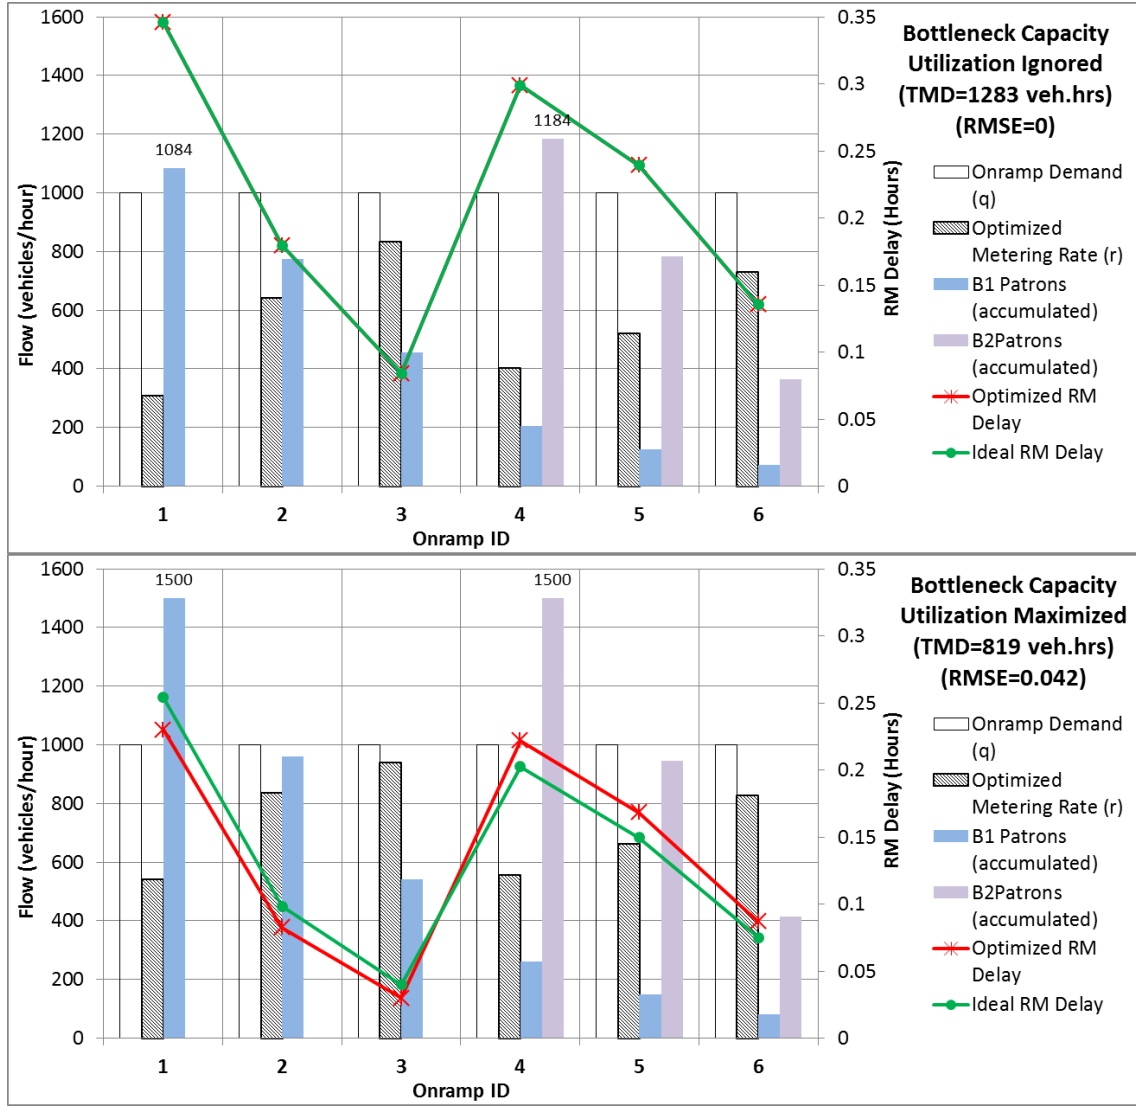 Bottleneck Capacity
Utilization Ignored
(TMD=1283 veh.hrs)
(RMSE=0)
Flow (vehicles/hour)
1600
1400
1200
1000
800
600
400
200
0
1084
1184
0.35
0.3
0.25
0.2
0.15
0.1
0.05
0
RM Delay (Hours)
1 2 3 4 5 6
Onramp ID
Onramp Demand
(q)
Optimized
Metering Rate (r)
B1 Patrons
(accumulated)
B2Patrons
(accumulated)
Optimized RM
Delay
Ideal RM Delay
Bottleneck Capacity
Utilization Maximized
(TMD=819 veh.hrs)
(RMSE=0.042)
Flow (vehicles/hour)
1600
1400
1200
1000
800
600
400
200
0
1500
1500
0.35
0.3
0.25
0.2
0.15
0.1
0.05
0
RM Delay (Hours)
1 2 3 4 5 6
Onramp ID
Onramp Demand
(q)
Optimized
Metering Rate (r)
B1 Patrons
(accumulated)
B2Patrons
(accumulated)
Optimized RM
Delay
Ideal RM Delay